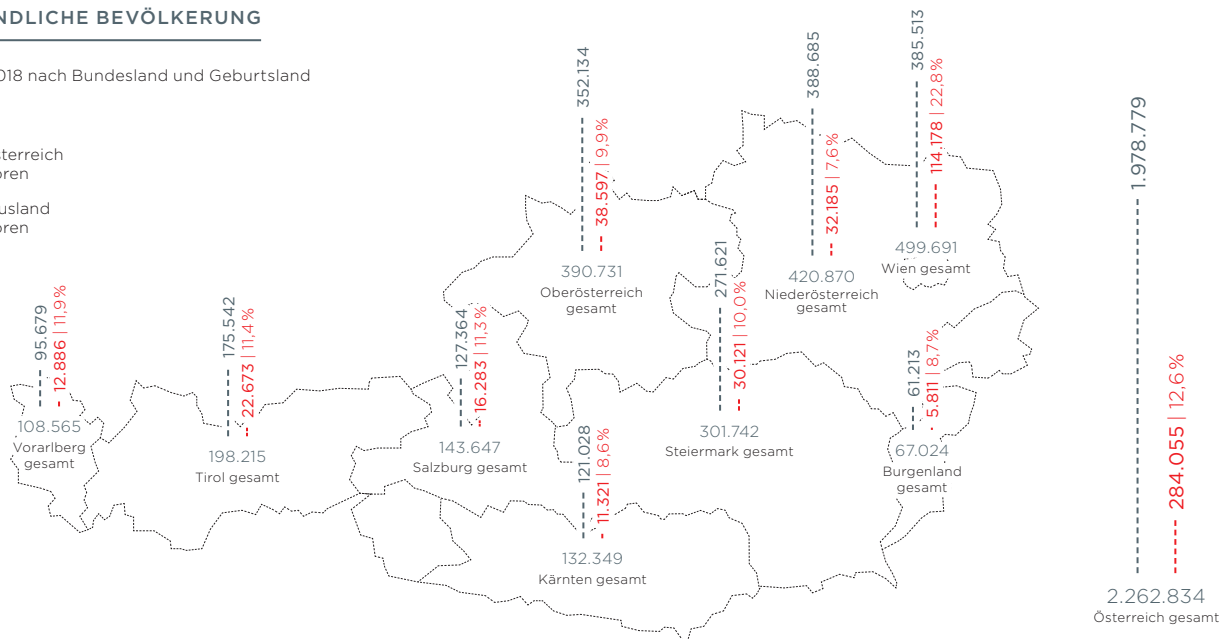 NDLICHE BEVÖLKERUNG
018 nach Bundesland und Geburtsland
sterreich
oren
usland
oren
95.679
12.886 | 11,9%
108.565
Vorarlberg
gesamt
175.542
22.673 | 11,4%
198.215
Tirol gesamt
127.364
16.283 | 11,3%
143.647
Salzburg gesamt
352.134
38.597 | 9,9%
390.731
Oberösterreich
gesamt
121.028
11.321 | 8,6%
132.349
Kärnten gesamt
271.621
30.121 | 10,0%
301.742
Steiermark gesamt
388.685
32.185 | 7,6%
420.870
Niederösterreich
gesamt
385.513
114.178 | 22,8%
499.691
Wien gesamt
61.213
5.811 | 8,7%
67.024
Burgenland
gesamt
1.978.779
284.055 | 12,6%
2.262.834
Österreich gesamt